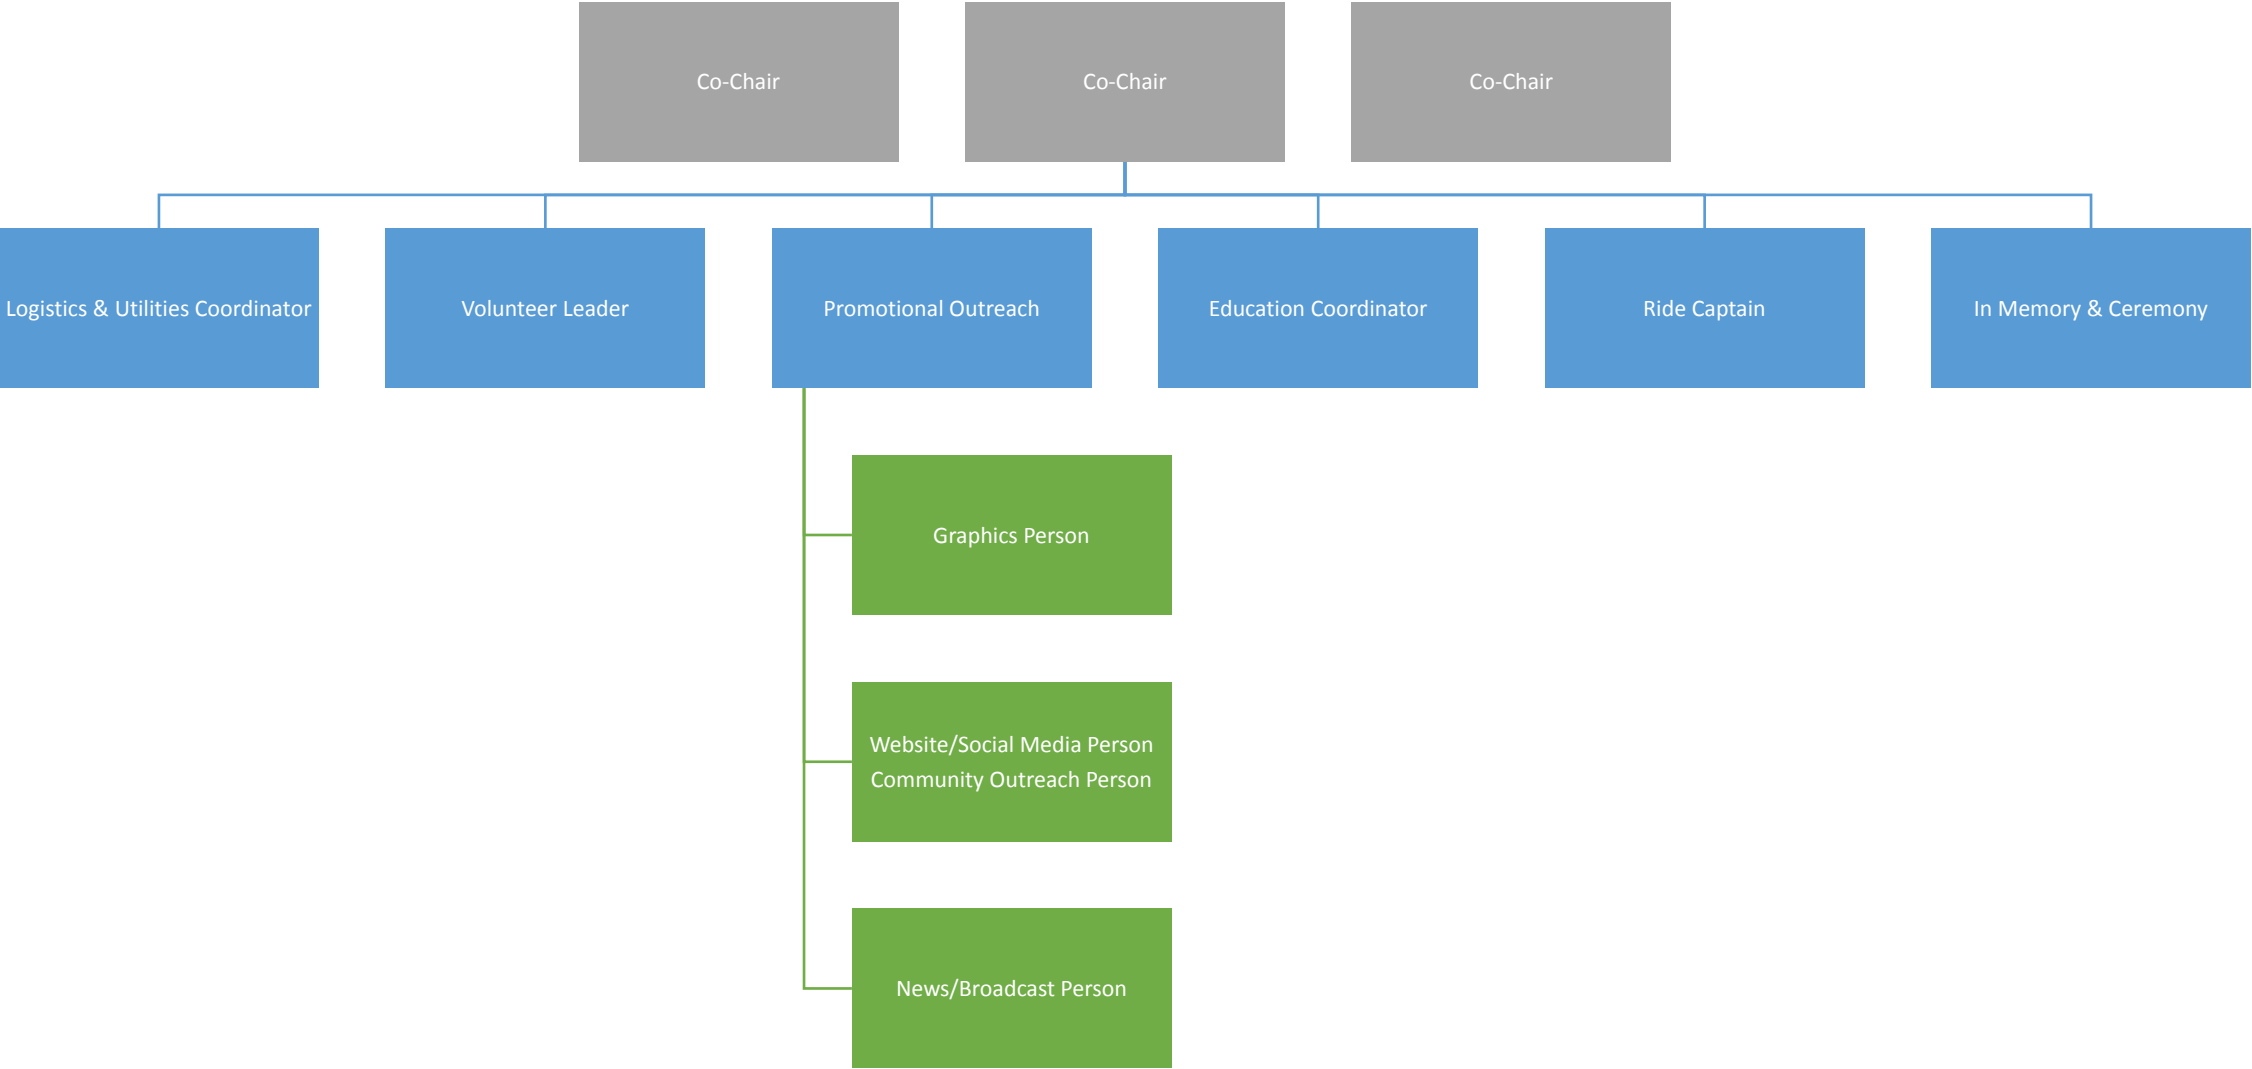 Co-Chair
Co-Chair
Co-Chair
Logistics & Utilities Coordinator
Volunteer Leader
Promotional Outreach
Education Coordinator
Ride Captain
In Memory & Ceremony
Graphics Person
Website/Social Media Person
Community Outreach Person
News/Broadcast Person